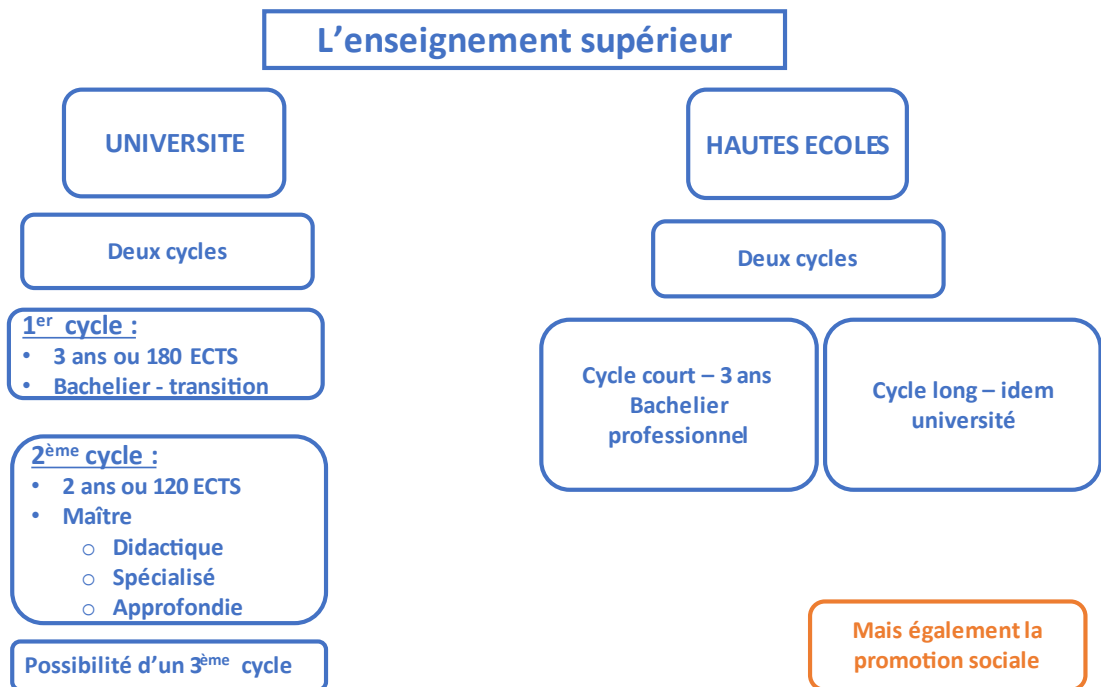 L’enseignement supérieur
UNIVERSITE
Deux cycles
1er cycle :
• 3 ans ou 180 ECTS
• Bachelier - transition
2ème cycle :
• 2 ans ou 120 ECTS
• Maître
o Didactique
o Spécialisé
o Approfondie
Possibilité d’un 3ème cycle
HAUTES ECOLES
Deux cycles
Cycle court – 3 ans
Bachelier
professionnel
Cycle long – idem
université
Mais également la
promotion sociale